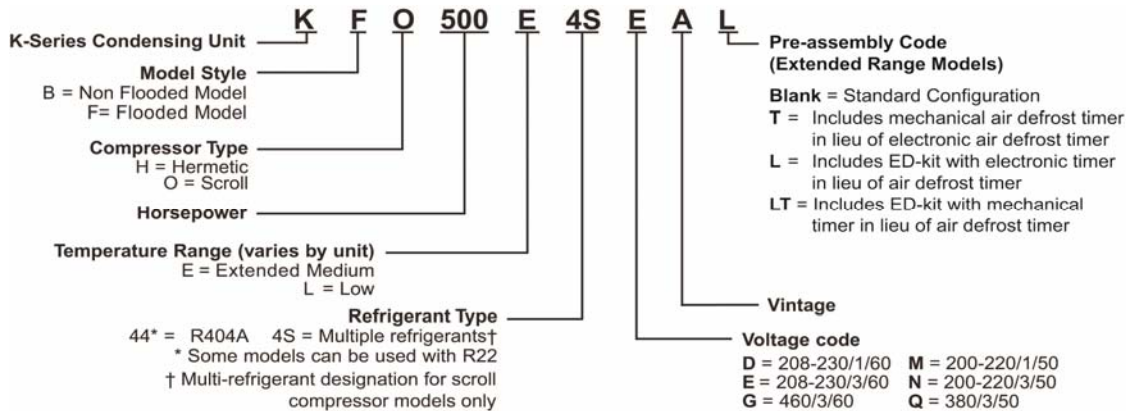 K F O 500 E 4S E A L
K-Series Condensing Unit
Model Style
B = Non Flooded Model
F= Flooded Model
Compressor Type
H = Hermetic
O = Scroll
Horsepower
Temperature Range (varies by unit)
E = Extended Medium
L = Low
Refrigerant Type
44* = R404A 4S = Multiple refrigerants†
* Some models can be used with R22
† Multi-refrigerant designation for scroll
compressor models only
Pre-assembly Code
(Extended Range Models)
Blank = Standard Configuration
T = Includes mechanical air defrost timer
in lieu of electronic air defrost timer
L = Includes ED-kit with electronic timer
in lieu of air defrost timer
LT = Includes ED-kit with mechanical
timer in lieu of air defrost timer
Vintage
Voltage code
D = 208-230/1/60 M = 200-220/1/50
E = 208-230/3/60 N = 200-220/3/50
G = 460/3/60 Q = 380/3/50